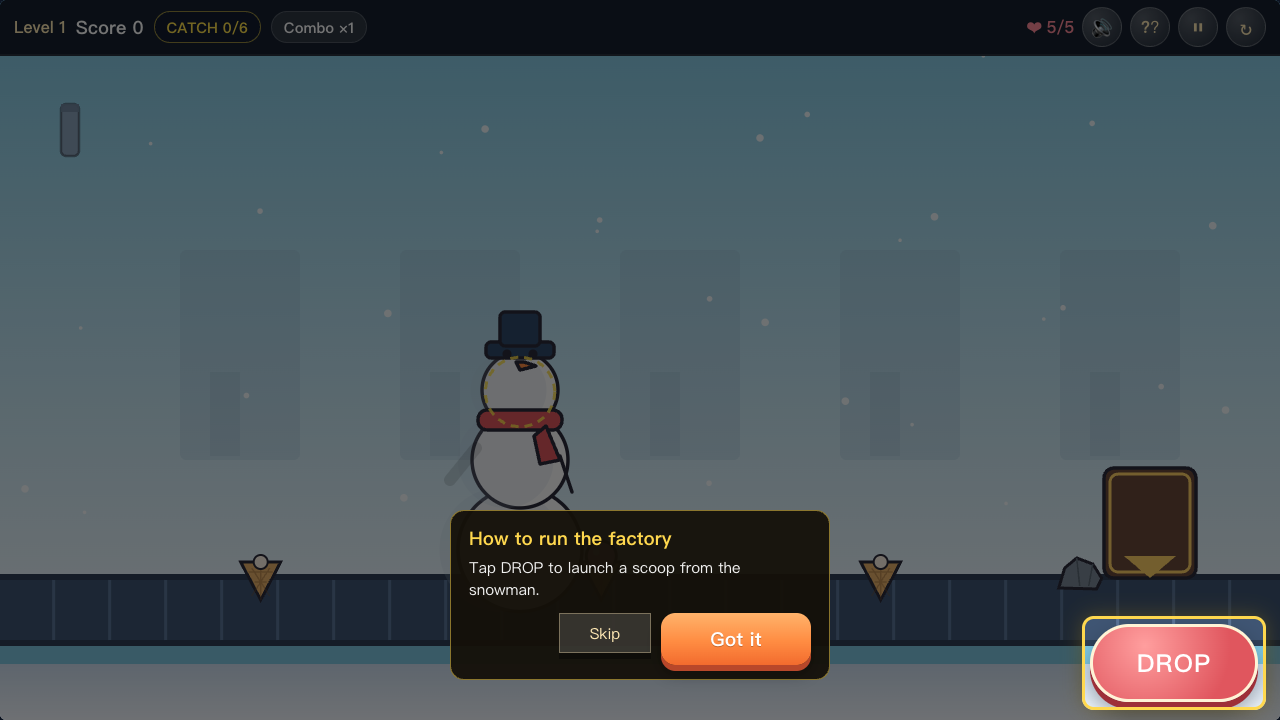 Level 1 Score 0 CATCH 0/6 Combo ×1 ❤ 5/5 ??
How to run the factory
Tap DROP to launch a scoop from the
snowman.
Skip Got it
DROP